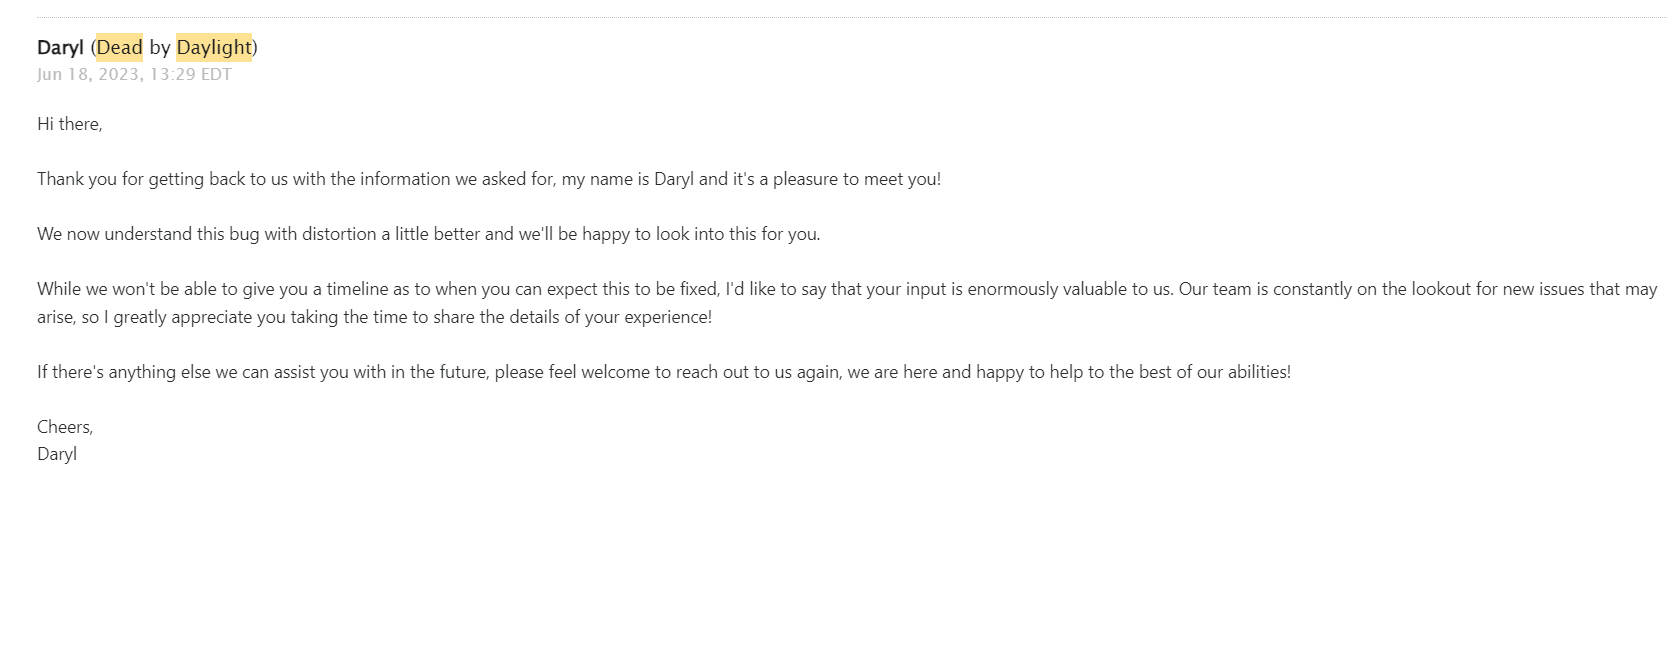 Daryl (Dead by Daylight)
Jun 18, 2023, 13:29 EDT
Hi there,
Thank you for getting back to us with the information we asked for, my name is Daryl and it's a pleasure to meet you!
We now understand this bug with distortion a little better and we'll be happy to look into this for you.
While we won't be able to give you a timeline as to when you can expect this to be fixed, I'd like to say that your input is enormously valuable to us. Our team is constantly on the lookout for new issues that may
arise, so I greatly appreciate you taking the time to share the details of your experience!
If there's anything else we can assist you with in the future, please feel welcome to reach out to us again, we are here and happy to help to the best of our abilities!
Cheers,
Daryl